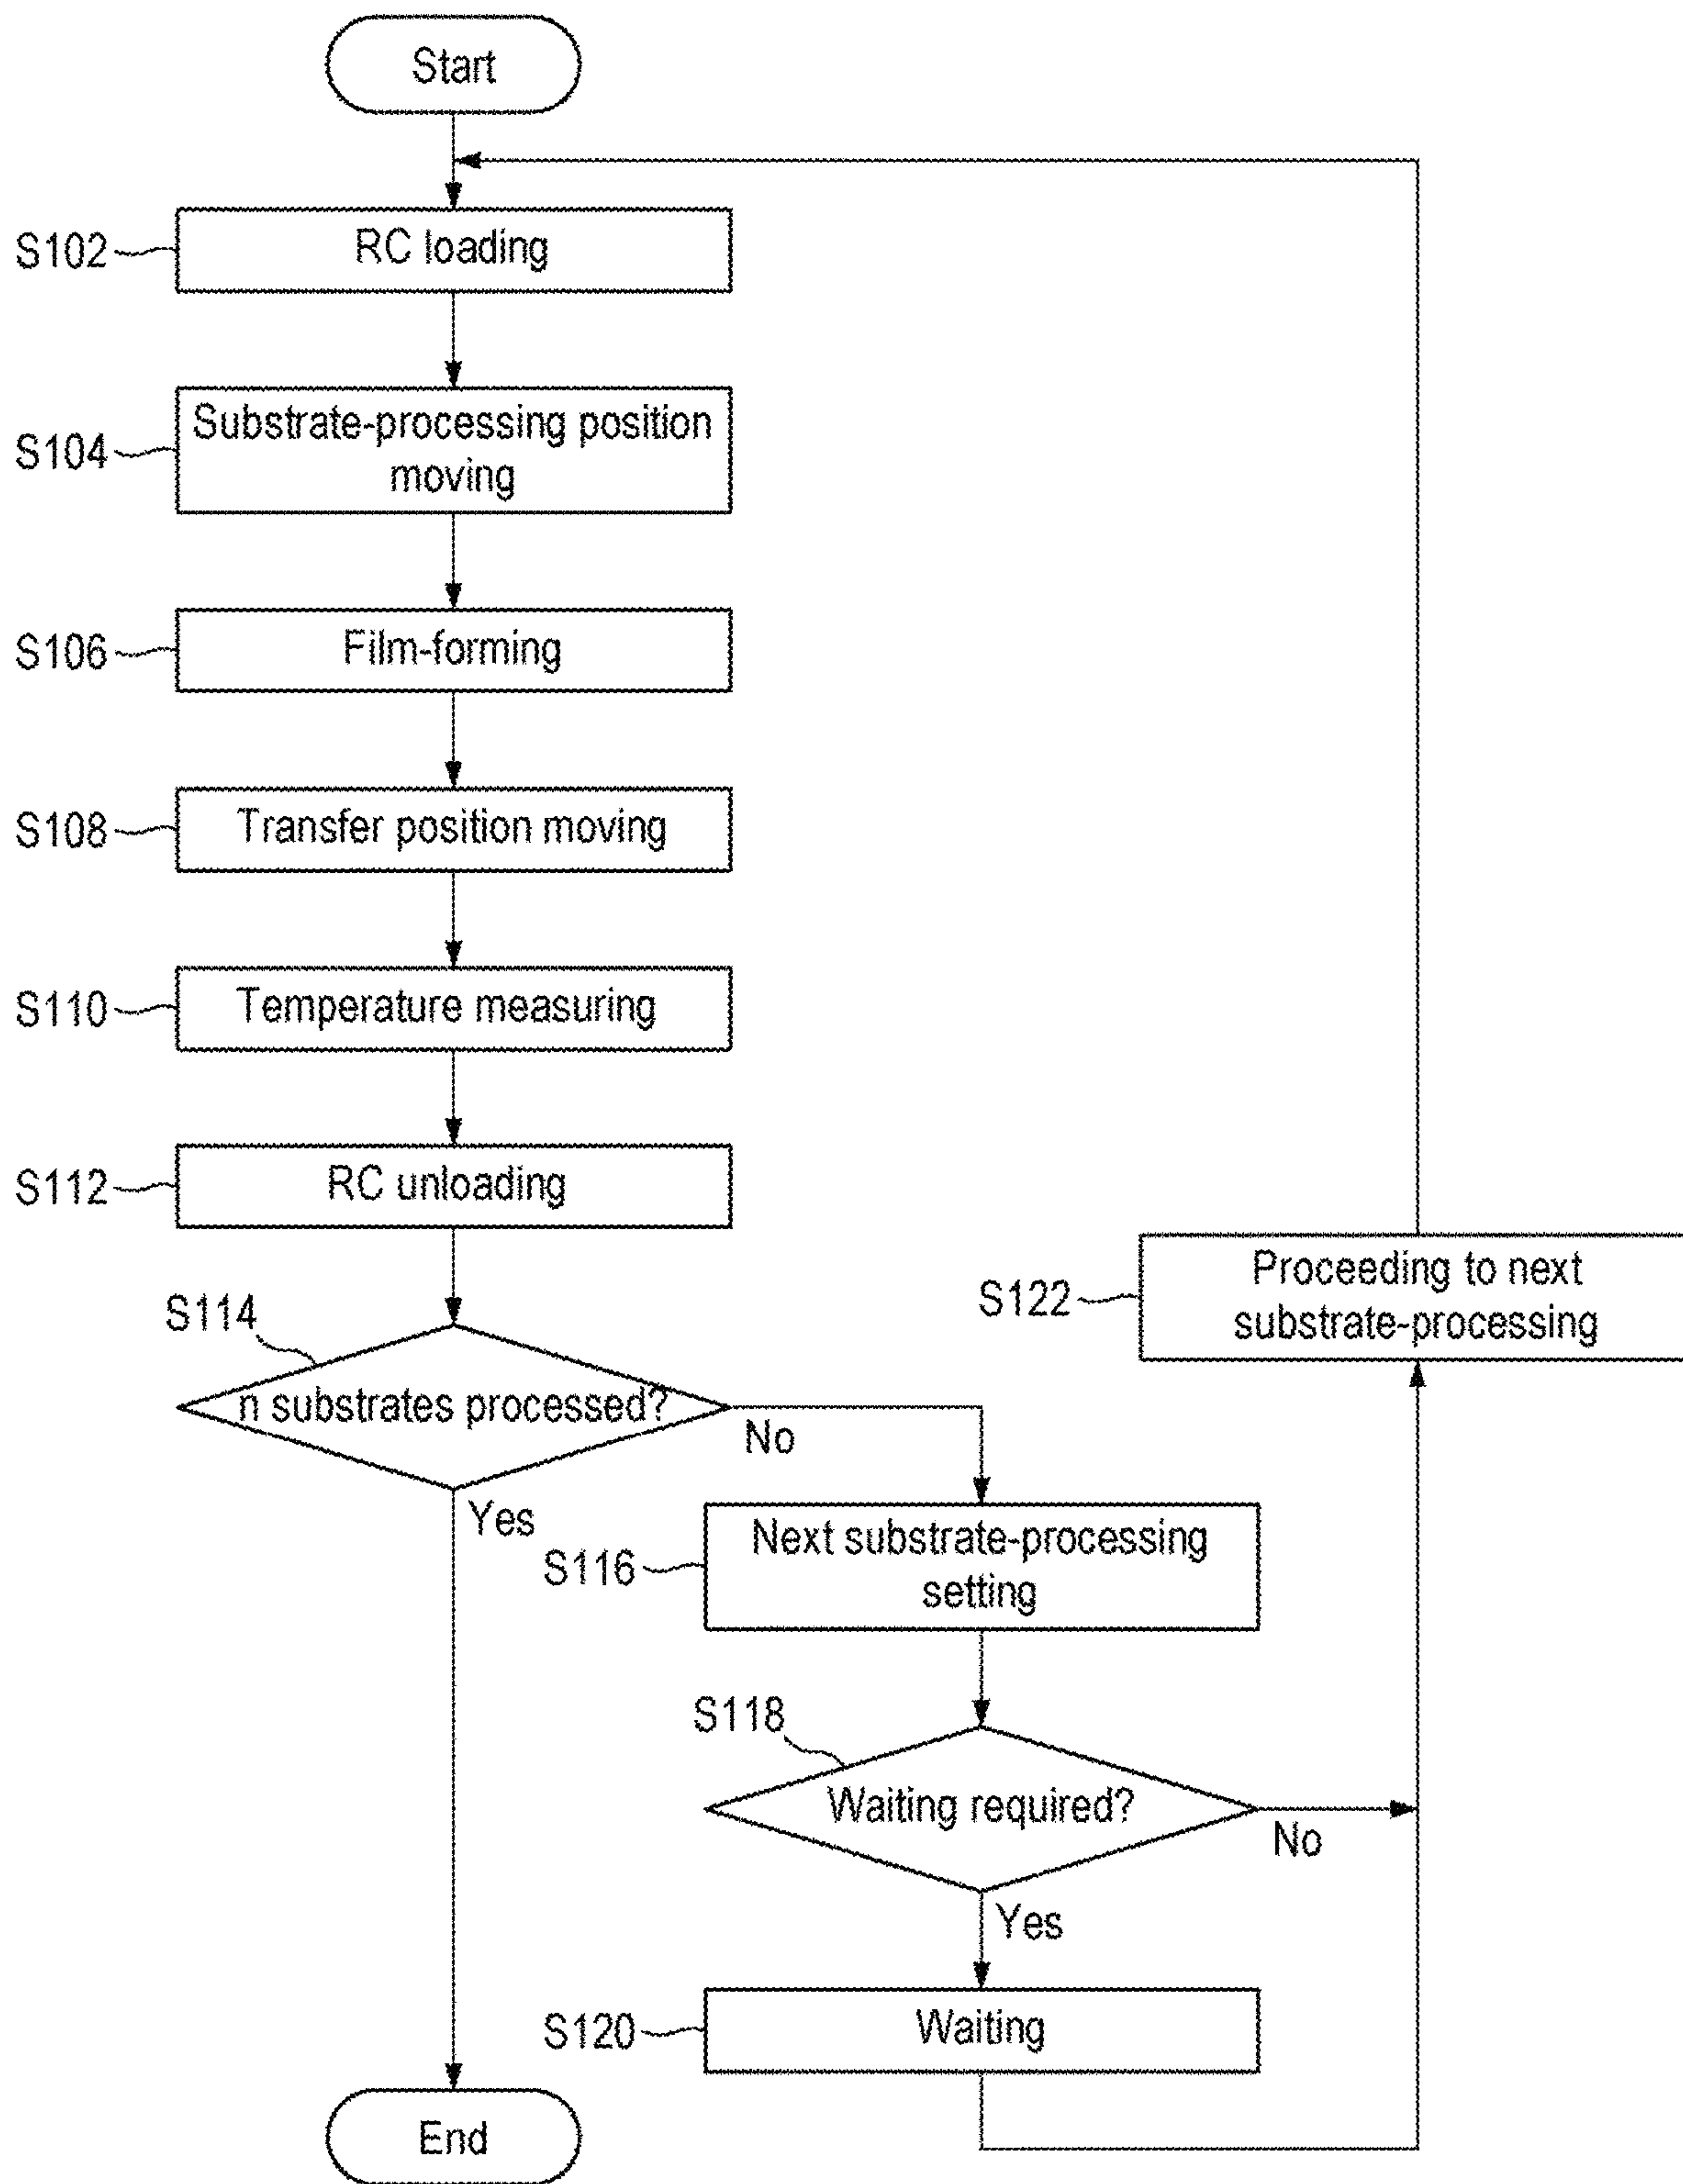 Start
S102
RC loading
S104
Substrate-processing position
moving
S106
Film-forming
S108
Transfer position moving
S110
Temperature measuring
S112
RC unloading
S114
n substrates processed?
No
Yes
S116
Next substrate-processing
setting
S118
Waiting required?
No
Yes
S120
Waiting
S122
Proceeding to next
substrate-processing
End